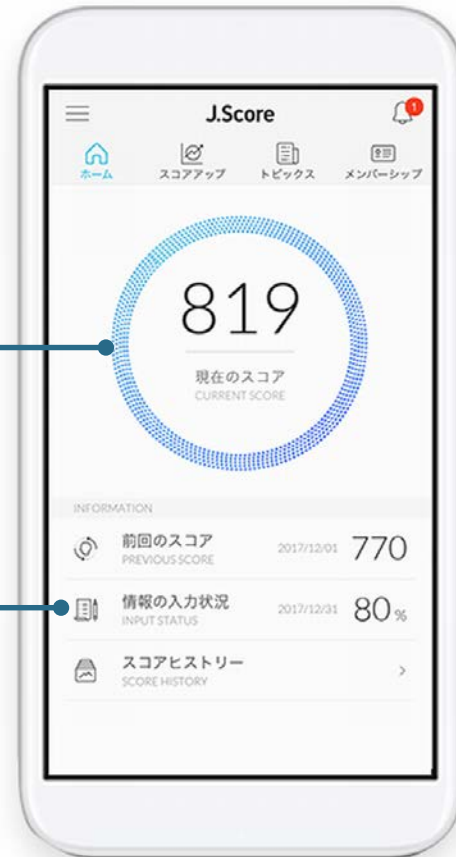 J.Score
1
ホーム
スコアアップ
トピックス
メンバーシップ
819
現在のスコア
CURRENT SCORE
INFORMATION
前回のスコア
PREVIOUS SCORE
2017/12/01
770
情報の入力状況
INPUT STATUS
2017/12/31
80%
スコアヒストリー
SCORE HISTORY